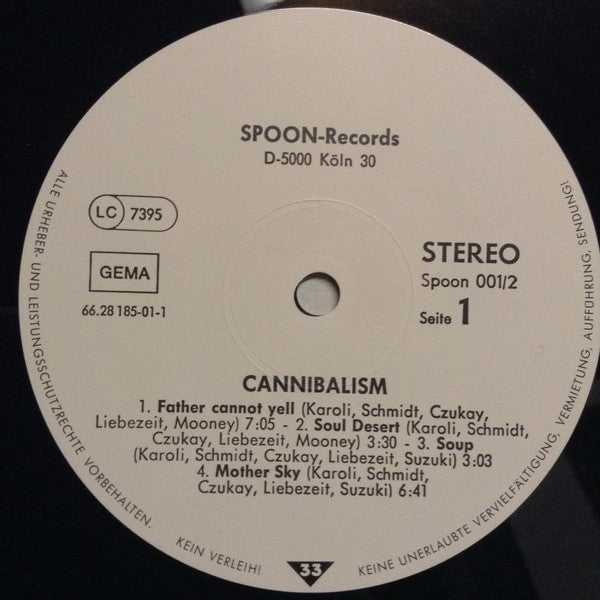 SPOON-Records
D-5000 Köln 30
LC 7395
GEMA
66.28 185-01-1
STEREO
Spoon 001/2
Seite 1
CANNIBALISM
1. Father cannot yell (Karoli, Schmidt, Czukay,
Liebezeit, Mooney) 7:05 - 2. Soul Desert (Karoli, Schmidt,
Czukay, Liebezeit, Mooney) 3:30 - 3. Soup
(Karoli, Schmidt, Czukay, Liebezeit, Suzuki) 3:03
4. Mother Sky (Karoli, Schmidt,
Czukay, Liebezeit, Suzuki) 6:41
ALLE URHEBER- UND LEISTUNGSSCHUTZRECHTE VORBEHALTEN.
KEIN VERLEIH!
33
KEINE UNERLAUBTE VERVIELFÄLTIGUNG, VERMIETUNG, AUFFÜHRUNG, SENDUNG!